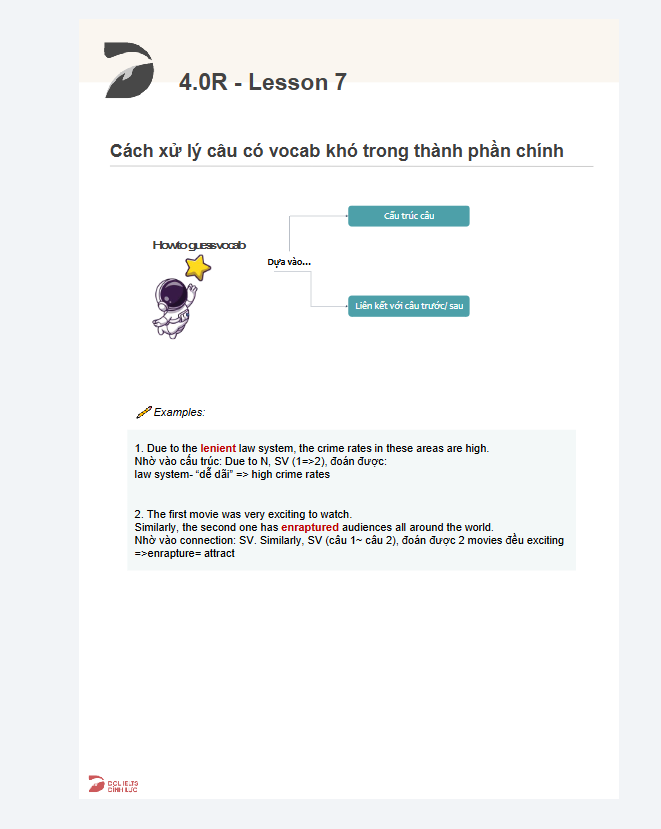 4.0R - Lesson 7
Cách xử lý câu có vocab khó trong thành phần chính
Cấu trúc câu
How to guess vocab
Dựa vào...
Liên kết với câu trước/ sau
Examples:
1. Due to the lenient law system, the crime rates in these areas are high.
Nhờ vào cấu trúc: Due to N, SV (1=>2), đoán được:
law system- “dễ dãi” => high crime rates
2. The first movie was very exciting to watch.
Similarly, the second one has enraptured audiences all around the world.
Nhờ vào connection: SV. Similarly, SV (câu 1~ câu 2), đoán được 2 movies đều exciting
=>enrapture= attract